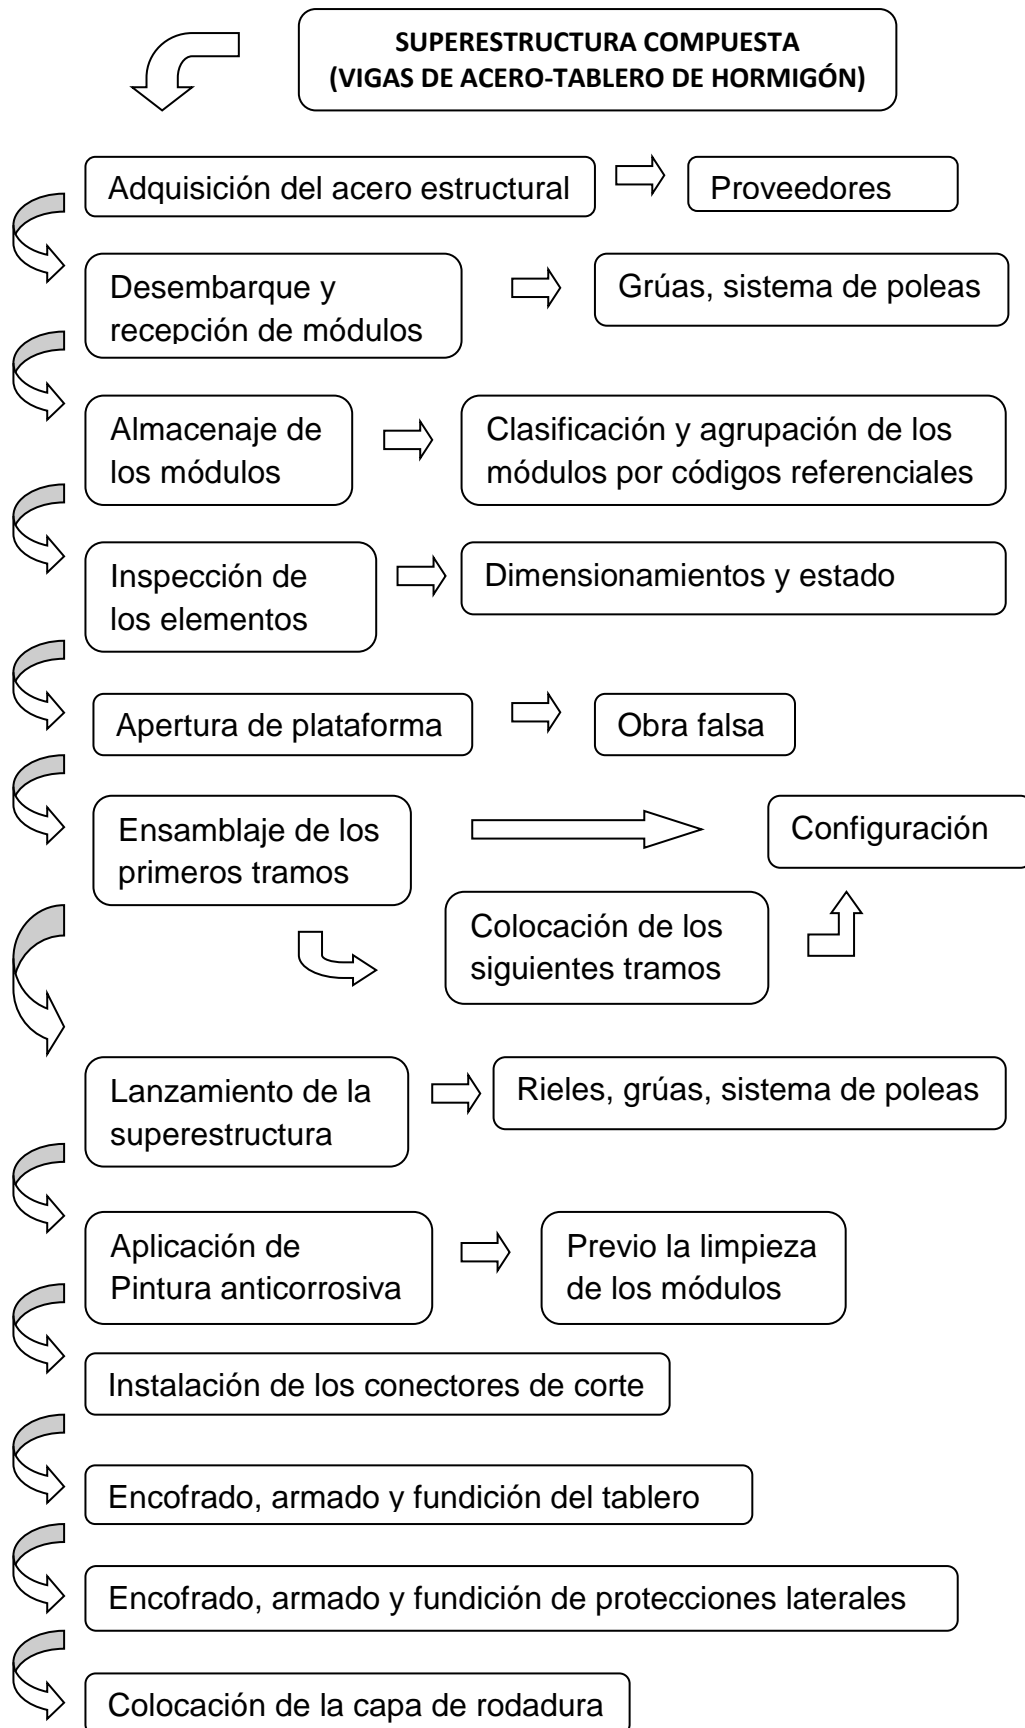 SUPERESTRUCTURA COMPUESTA
(VIGAS DE ACERO-TABLERO DE HORMIGÓN)
Adquisición del acero estructural
Proveedores
Desembarque y
recepción de módulos
Grúas, sistema de poleas
Almacenaje de
los módulos
Clasificación y agrupación de los
módulos por códigos referenciales
Inspección de
los elementos
Dimensionamientos y estado
Apertura de plataforma
Obra falsa
Ensamblaje de los
primeros tramos
Configuración
Colocación de los
siguientes tramos
Lanzamiento de la
superestructura
Rieles, grúas, sistema de poleas
Aplicación de
Pintura anticorrosiva
Previo la limpieza
de los módulos
Instalación de los conectores de corte
Encofrado, armado y fundición del tablero
Encofrado, armado y fundición de protecciones laterales
Colocación de la capa de rodadura